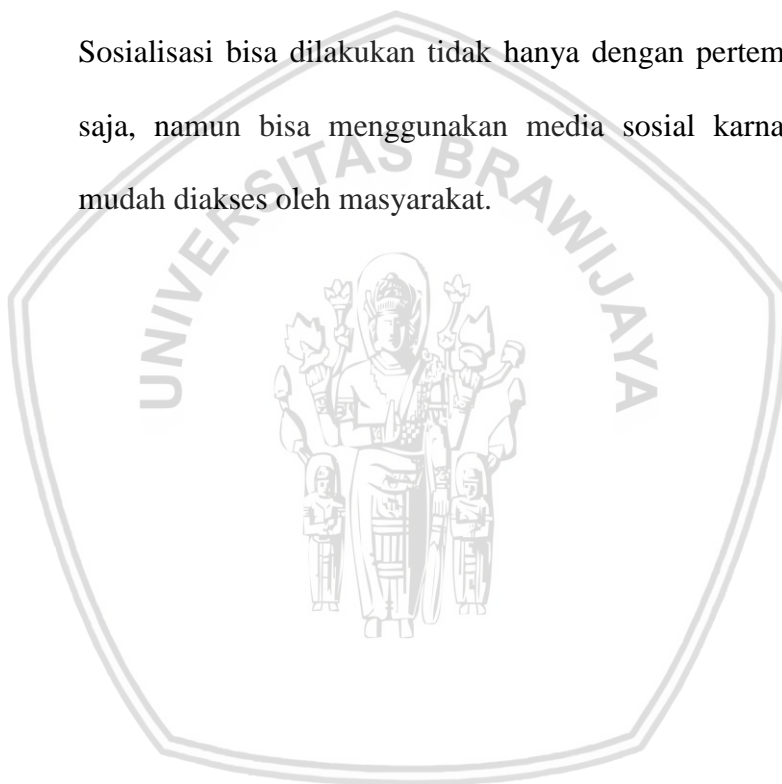 Sosialisasi bisa dilakukan tidak hanya dengan pertem
saja, namun bisa menggunakan media sosial karna
mudah diakses oleh masyarakat.
UNIVERSITAS BRAWIJAYA